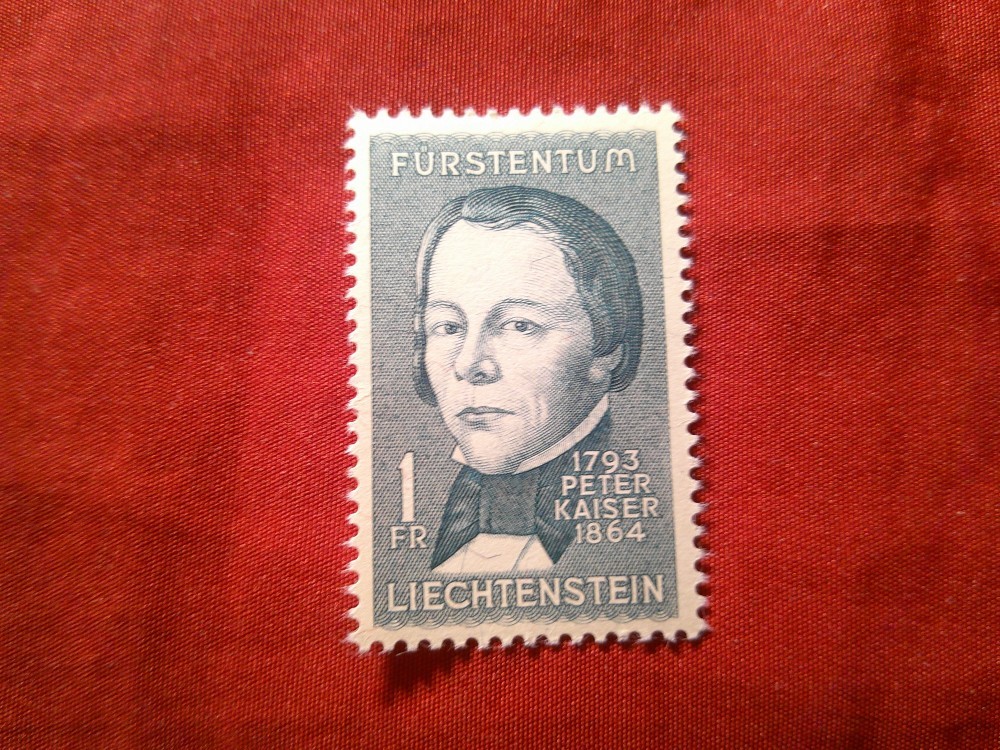 FÜRSTENTUM
1793
PETER
KAISER
1864
1
FR
LIECHTENSTEIN